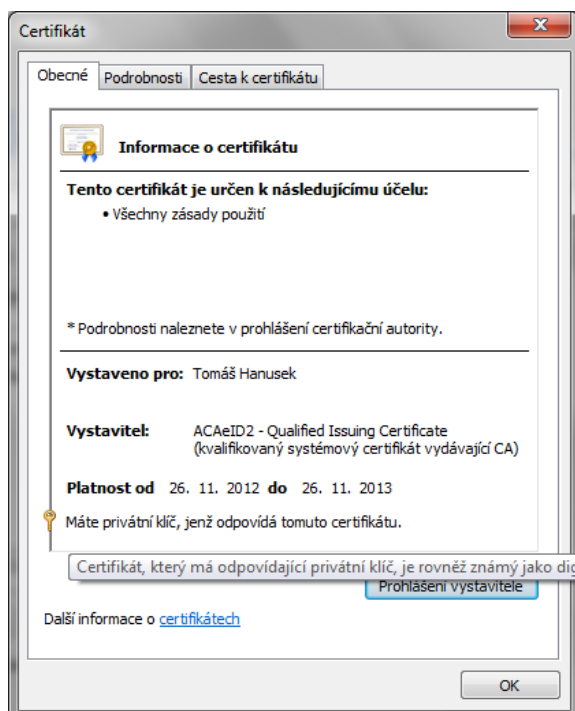 Certifikát
Obecné Podrobnosti Cesta k certifikátu
Informace o certifikátu
Tento certifikát je určen k následujícímu účelu:
• Všechny zásady použití
* Podrobnosti naleznete v prohlášení certifikační autority.
Vystaveno pro: Tomáš Hanusek
Vystavitel: ACAeID2 - Qualified Issuing Certificate
(kvalifikovaný systémový certifikát vydávající CA)
Platnost od 26. 11. 2012 do 26. 11. 2013
Máte privátní klíč, jenž odpovídá tomuto certifikátu.
Certifikát, který má odpovídající privátní klíč, je rovněž známý jako dig
Prohlášení vystavitele
Další informace o certifikátech
OK